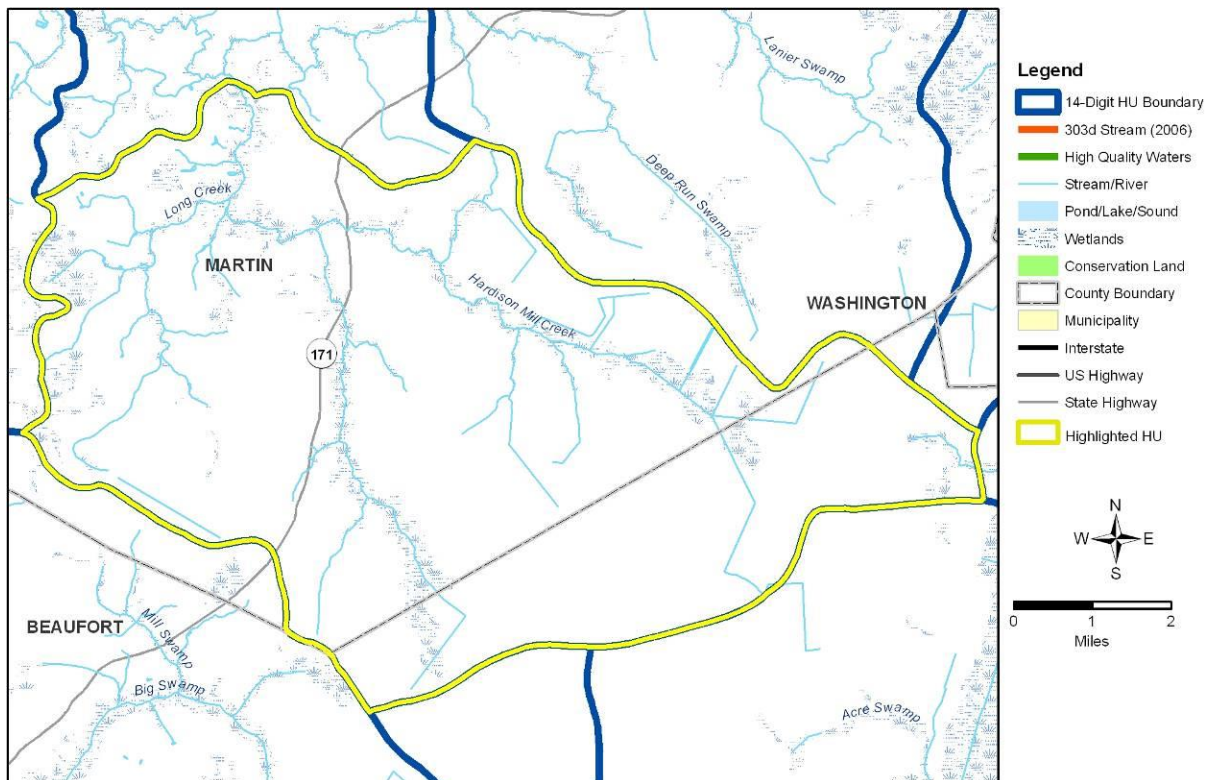 Lanier Swamp
Deep Run Swamp
Long Creek
MARTIN
Hardison Mill Creek
WASHINGTON
171
BEAUFORT
Mill Swamp
Big Swamp
Acre Swamp
Legend
14-Digit HU Boundary
303d Stream (2006)
High Quality Waters
Stream/River
Pond/Lake/Sound
Wetlands
Conservation Land
County Boundary
Municipality
Interstate
US Highway
State Highway
Highlighted HU
N
W E
S
0 1 2
Miles